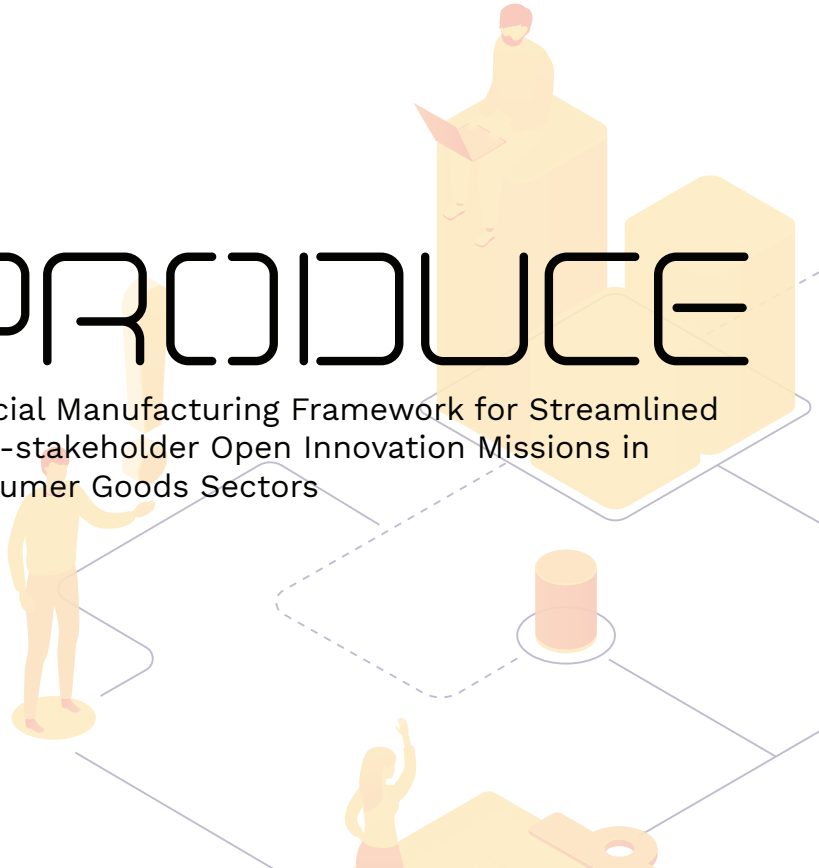 PRODUCE
cial Manufacturing Framework for Streamlined
-stakeholder Open Innovation Missions in
umer Goods Sectors